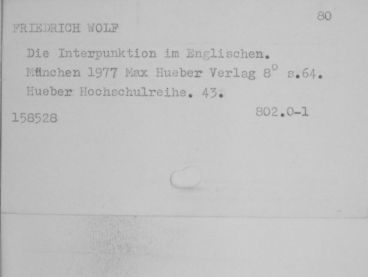 80
FRIEDRICH WOLF
Die Interpunktion im Englischen.
München 1977 Max Hueber Verlag 8° s.64.
Hueber Hochschulreihe. 43.
802.0-1
158528